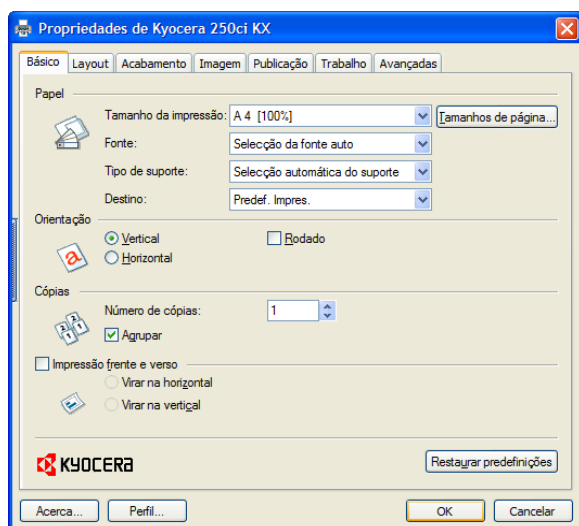 Propriedades de Kyocera 250ci KX
Básico Layout Acabamento Imagem Publicação Trabalho Avançadas
Papel
Tamanho da impressão: A 4 [100%] Tamanhos de página...
Fonte: Selecção da fonte auto
Tipo de suporte: Selecção automática do suporte
Destino: Predef. Impres.
Orientação
Vertical Rodado
Horizontal
Cópias
Número de cópias: 1
Agrupar
Impressão frente e verso
Virar na horizontal
Virar na vertical
KYOCERA Restaurar predefinições
Acerca... Perfil... OK Cancelar